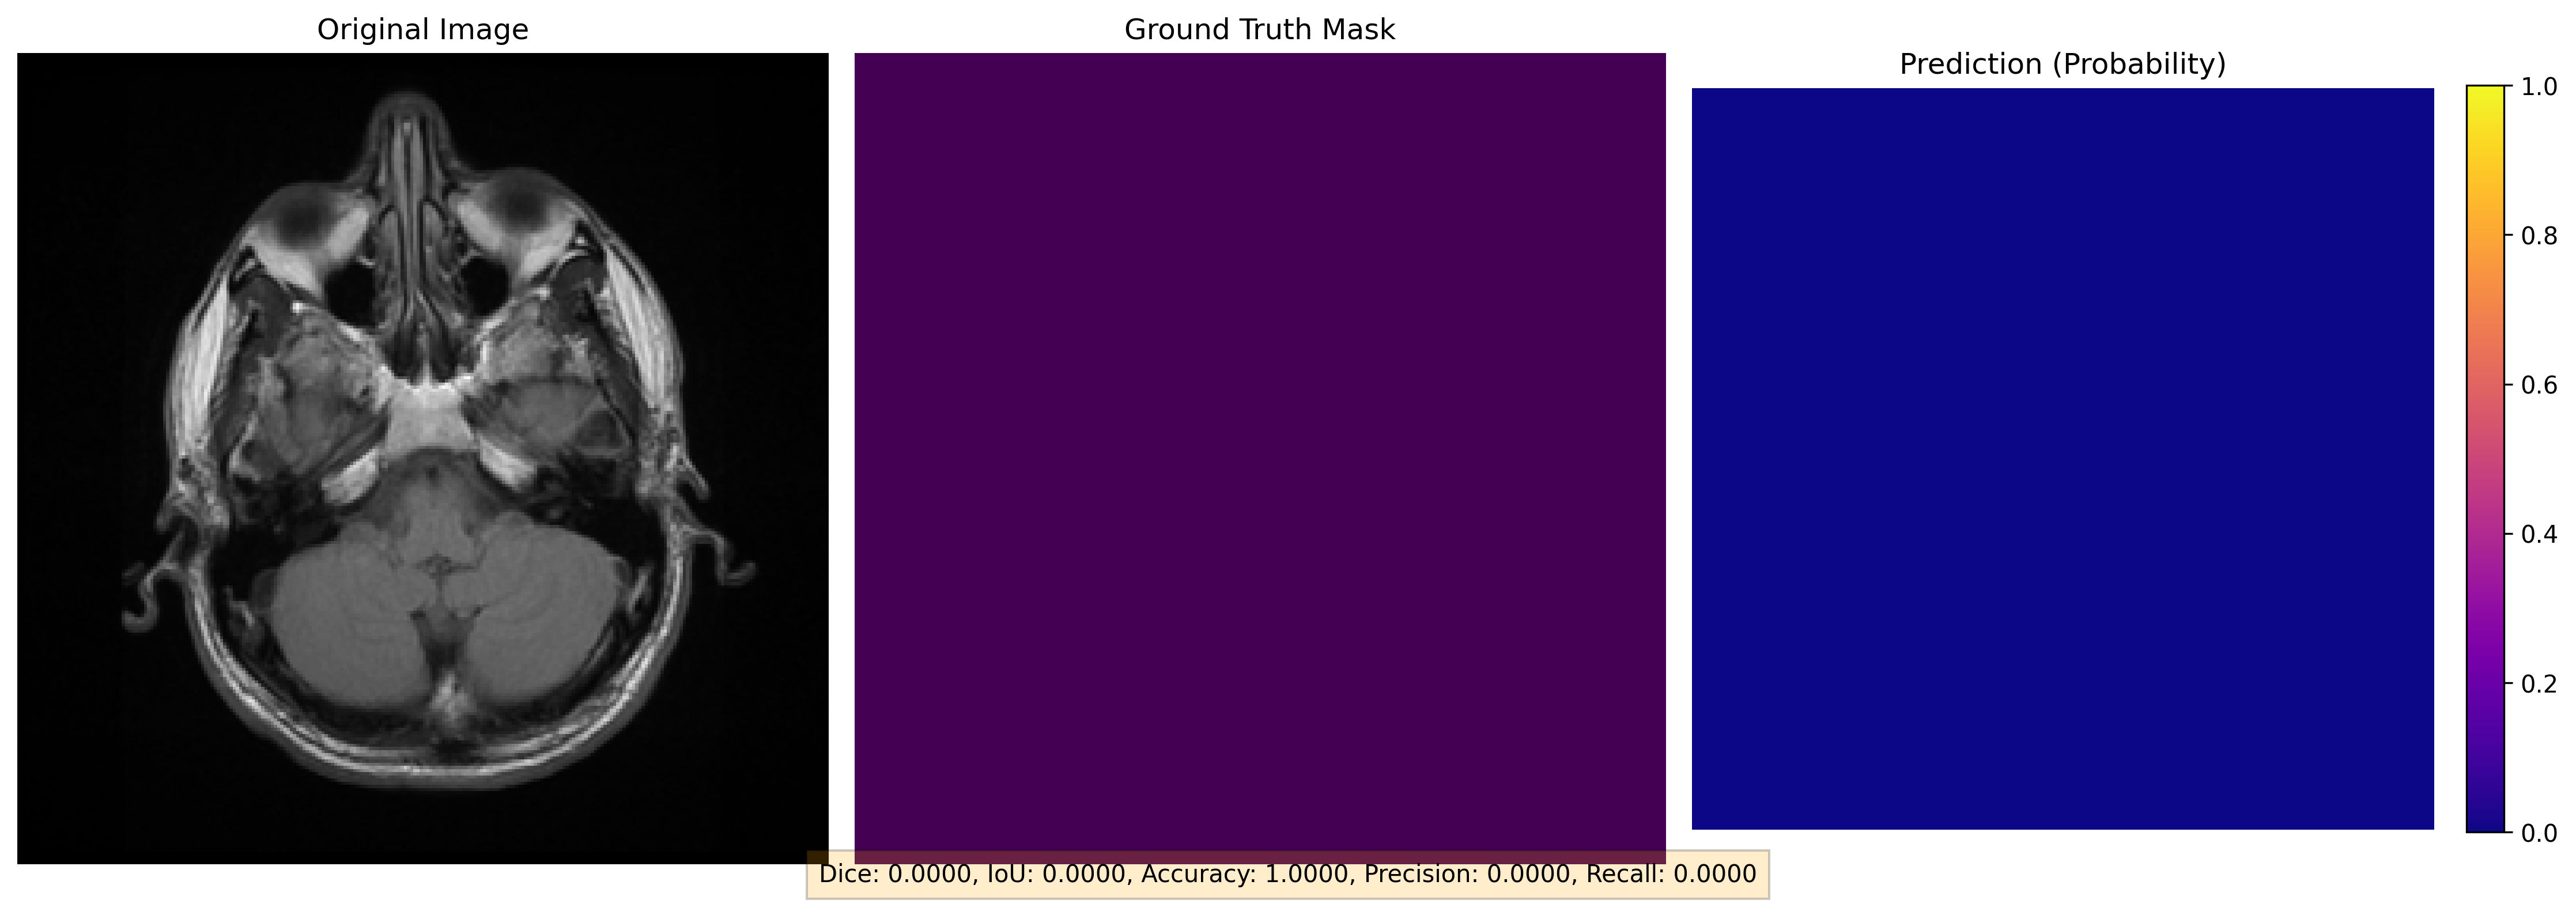 Original Image
Ground Truth Mask
Prediction (Probability)
1.0
0.8
0.6
0.4
0.2
0.0
Dice: 0.0000, IoU: 0.0000, Accuracy: 1.0000, Precision: 0.0000, Recall: 0.0000